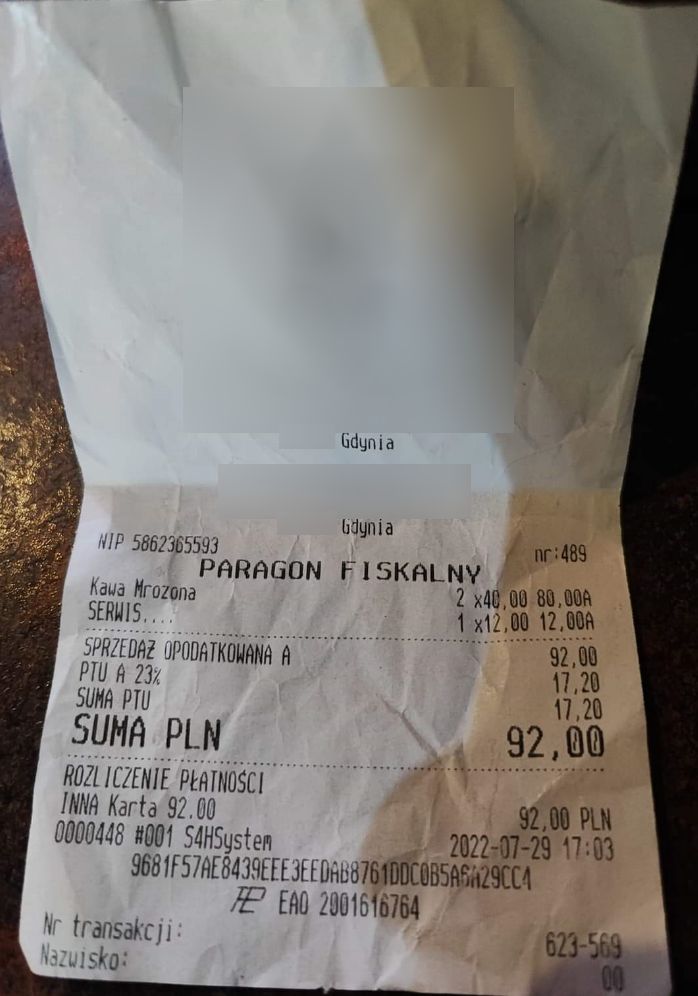 Gdynia
Gdynia
NIP 5862365593 nr:489
PARAGON FISKALNY
Kawa Mrozona 2 x40,00 80,00A
SERWIS.... 1 x12,00 12,00A
SPRZEDAŻ OPODATKOWANA A 92,00
PTU A 23% 17,20
SUMA PTU 17,20
SUMA PLN 92,00
ROZLICZENIE PŁATNOŚCI
INNA Karta 92.00 92,00 PLN
0000448 #001 S4HSystem 2022-07-29 17:03
9681F57AE8439EEE3EEDAB8761DDC0B5A6A29CC4
EAO 2001616764
Nr transakcji: 623-569
Nazwisko: 00